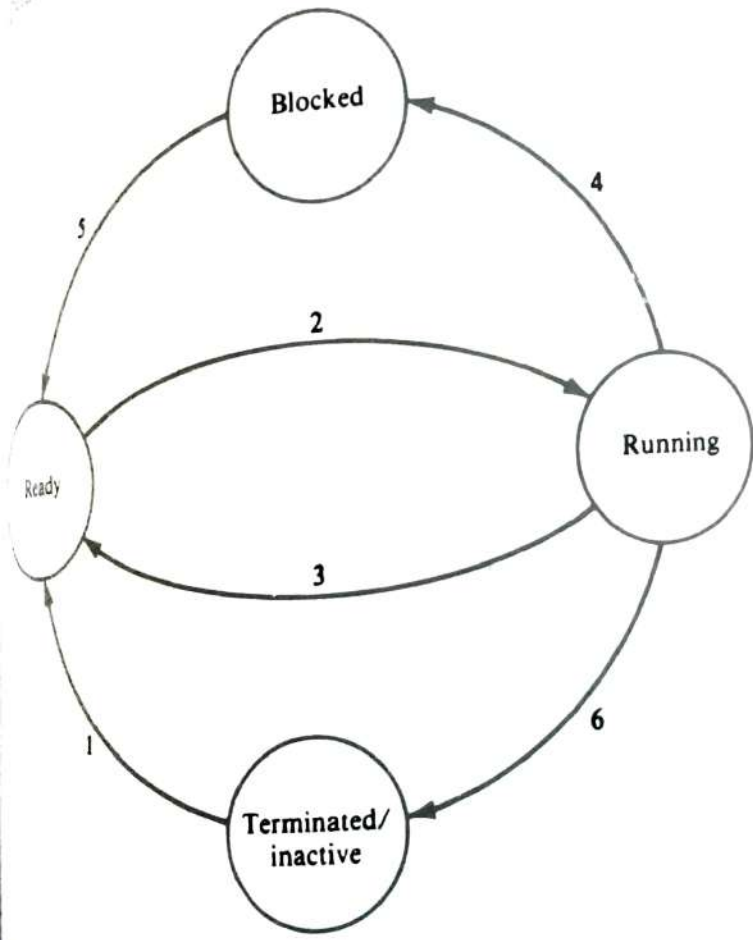 Blocked
4
5
2
Running
Ready
3
6
1
Terminated/
inactive